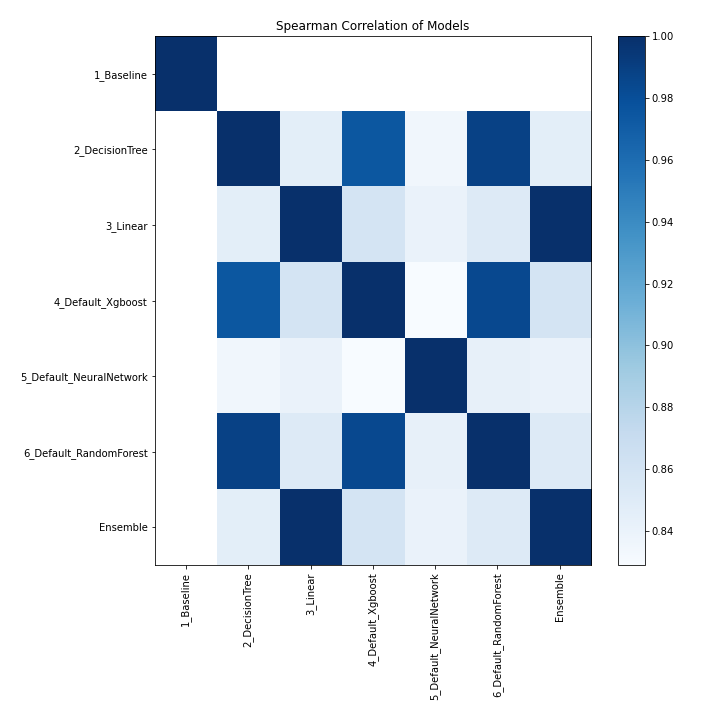 Spearman Correlation of Models
1_Baseline
2_DecisionTree
3_Linear
4_Default_Xgboost
5_Default_NeuralNetwork
6_Default_RandomForest
Ensemble
1_Baseline
2_DecisionTree
3_Linear
4_Default_Xgboost
5_Default_NeuralNetwork
6_Default_RandomForest
Ensemble
1.00
0.98
0.96
0.94
0.92
0.90
0.88
0.86
0.84